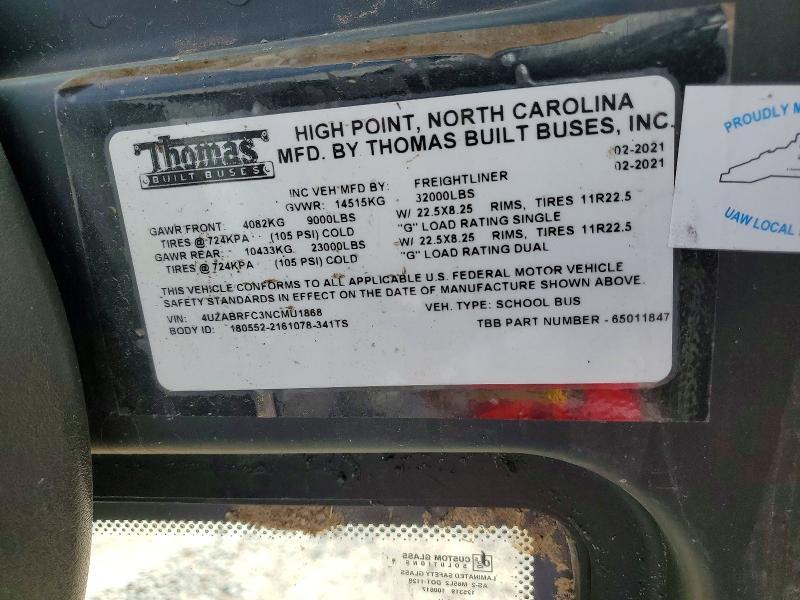 Thomas
BUILT BUSES
HIGH POINT, NORTH CAROLINA
MFD. BY THOMAS BUILT BUSES, INC.
02-2021
02-2021
INC VEH MFD BY: FREIGHTLINER
GVWR: 14515KG 32000LBS
GAWR FRONT: 4082KG 9000LBS W/ 22.5X8.25 RIMS, TIRES 11R22.5
TIRES @ 724KPA (105 PSI) COLD "G" LOAD RATING SINGLE
GAWR REAR: 10433KG 23000LBS W/ 22.5X8.25 RIMS, TIRES 11R22.5
TIRES @ 724KPA (105 PSI) COLD "G" LOAD RATING DUAL
THIS VEHICLE CONFORMS TO ALL APPLICABLE U.S. FEDERAL MOTOR VEHICLE
SAFETY STANDARDS IN EFFECT ON THE DATE OF MANUFACTURE SHOWN ABOVE.
VIN: 4UZABRFC3NCMU1868 VEH. TYPE: SCHOOL BUS
BODY ID: 180552-2161078-341TS TBB PART NUMBER - 65011847
PROUDLY M
UAW LOCAL
CUSTOM GLASS
SOLUTIONS
LAMINATED SAFETY GLASS
AS-2 M85L2 DOT-1128